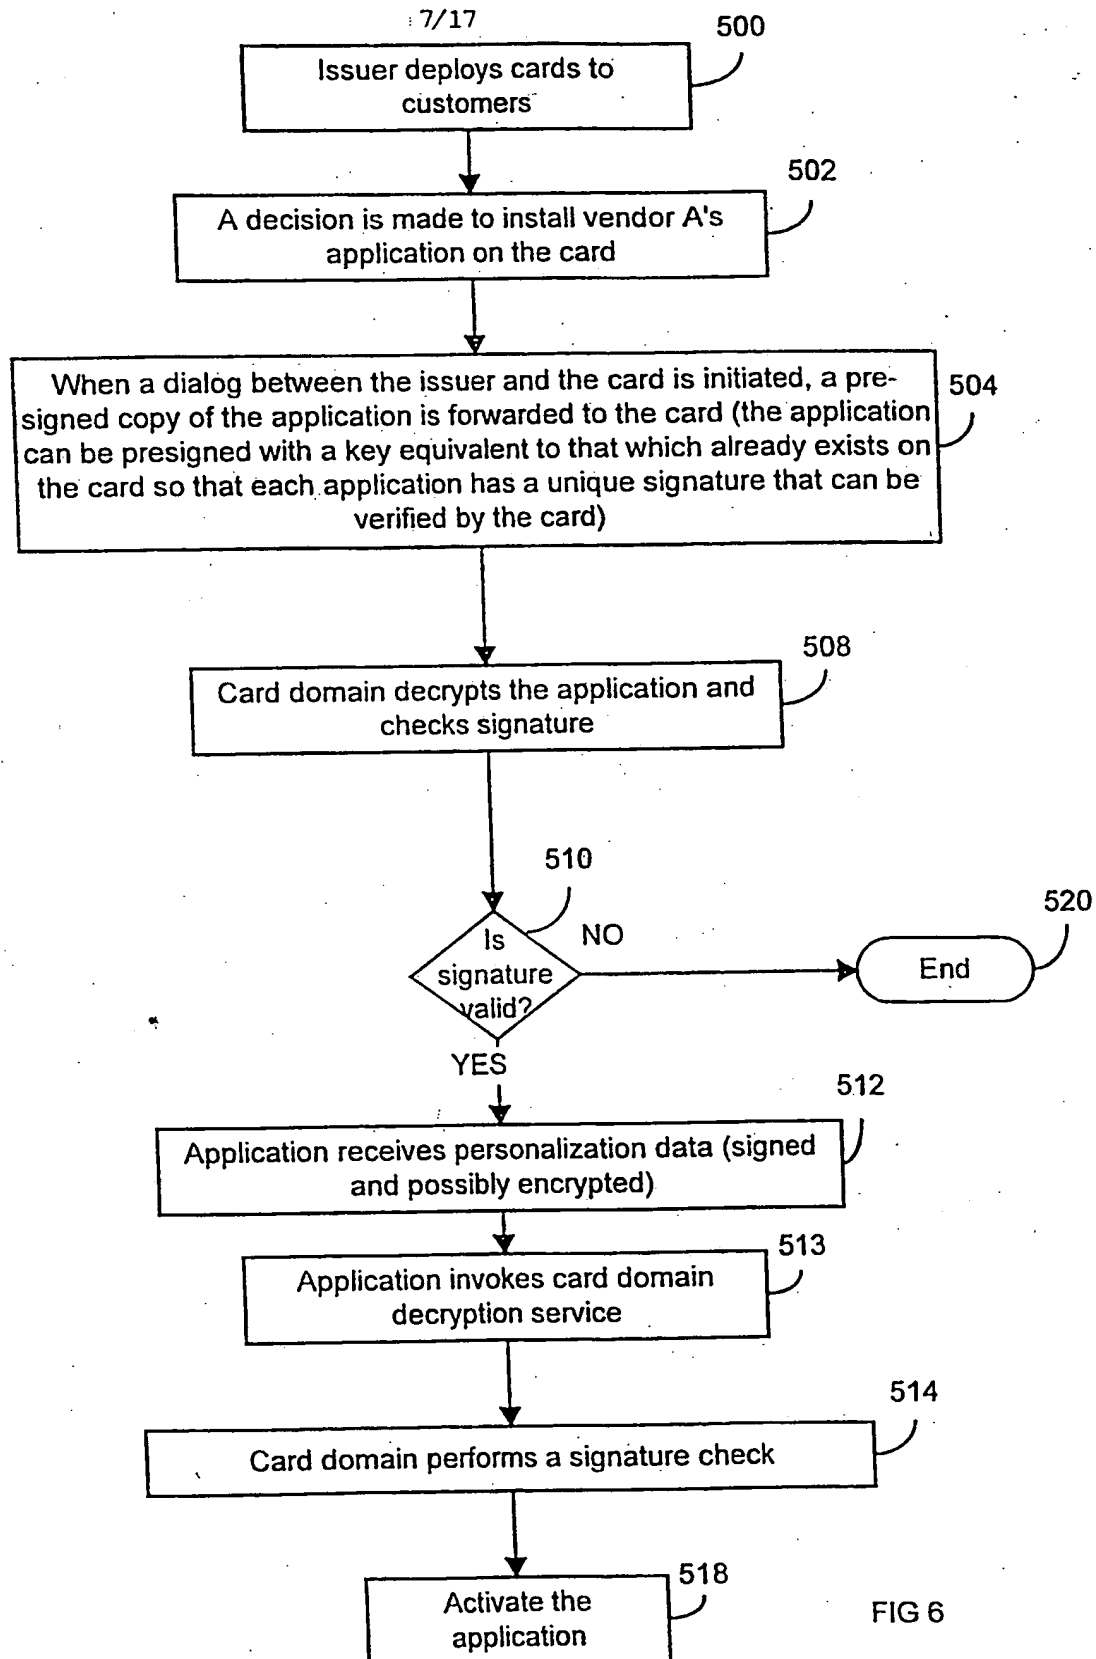 7/17
500
Issuer deploys cards to
customers
502
A decision is made to install vendor A's
application on the card
504
When a dialog between the issuer and the card is initiated, a pre-
signed copy of the application is forwarded to the card (the application
can be presigned with a key equivalent to that which already exists on
the card so that each application has a unique signature that can be
verified by the card)
508
Card domain decrypts the application and
checks signature
510
Is
signature
valid?
NO
520
End
YES
512
Application receives personalization data (signed
and possibly encrypted)
513
Application invokes card domain
decryption service
514
Card domain performs a signature check
518
Activate the
application
FIG 6